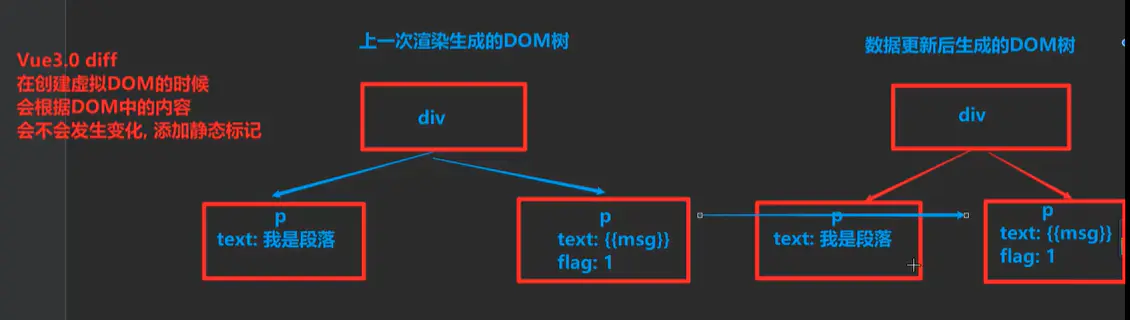 Vue3.0 diff
在创建虚拟DOM的时候
会根据DOM中的内容
会不会发生变化, 添加静态标记
上一次渲染生成的DOM树
div
p
text: 我是段落
p
text: {{msg}}
flag: 1
数据更新后生成的DOM树
div
p
text: 我是段落
p
text: {{msg}}
flag: 1